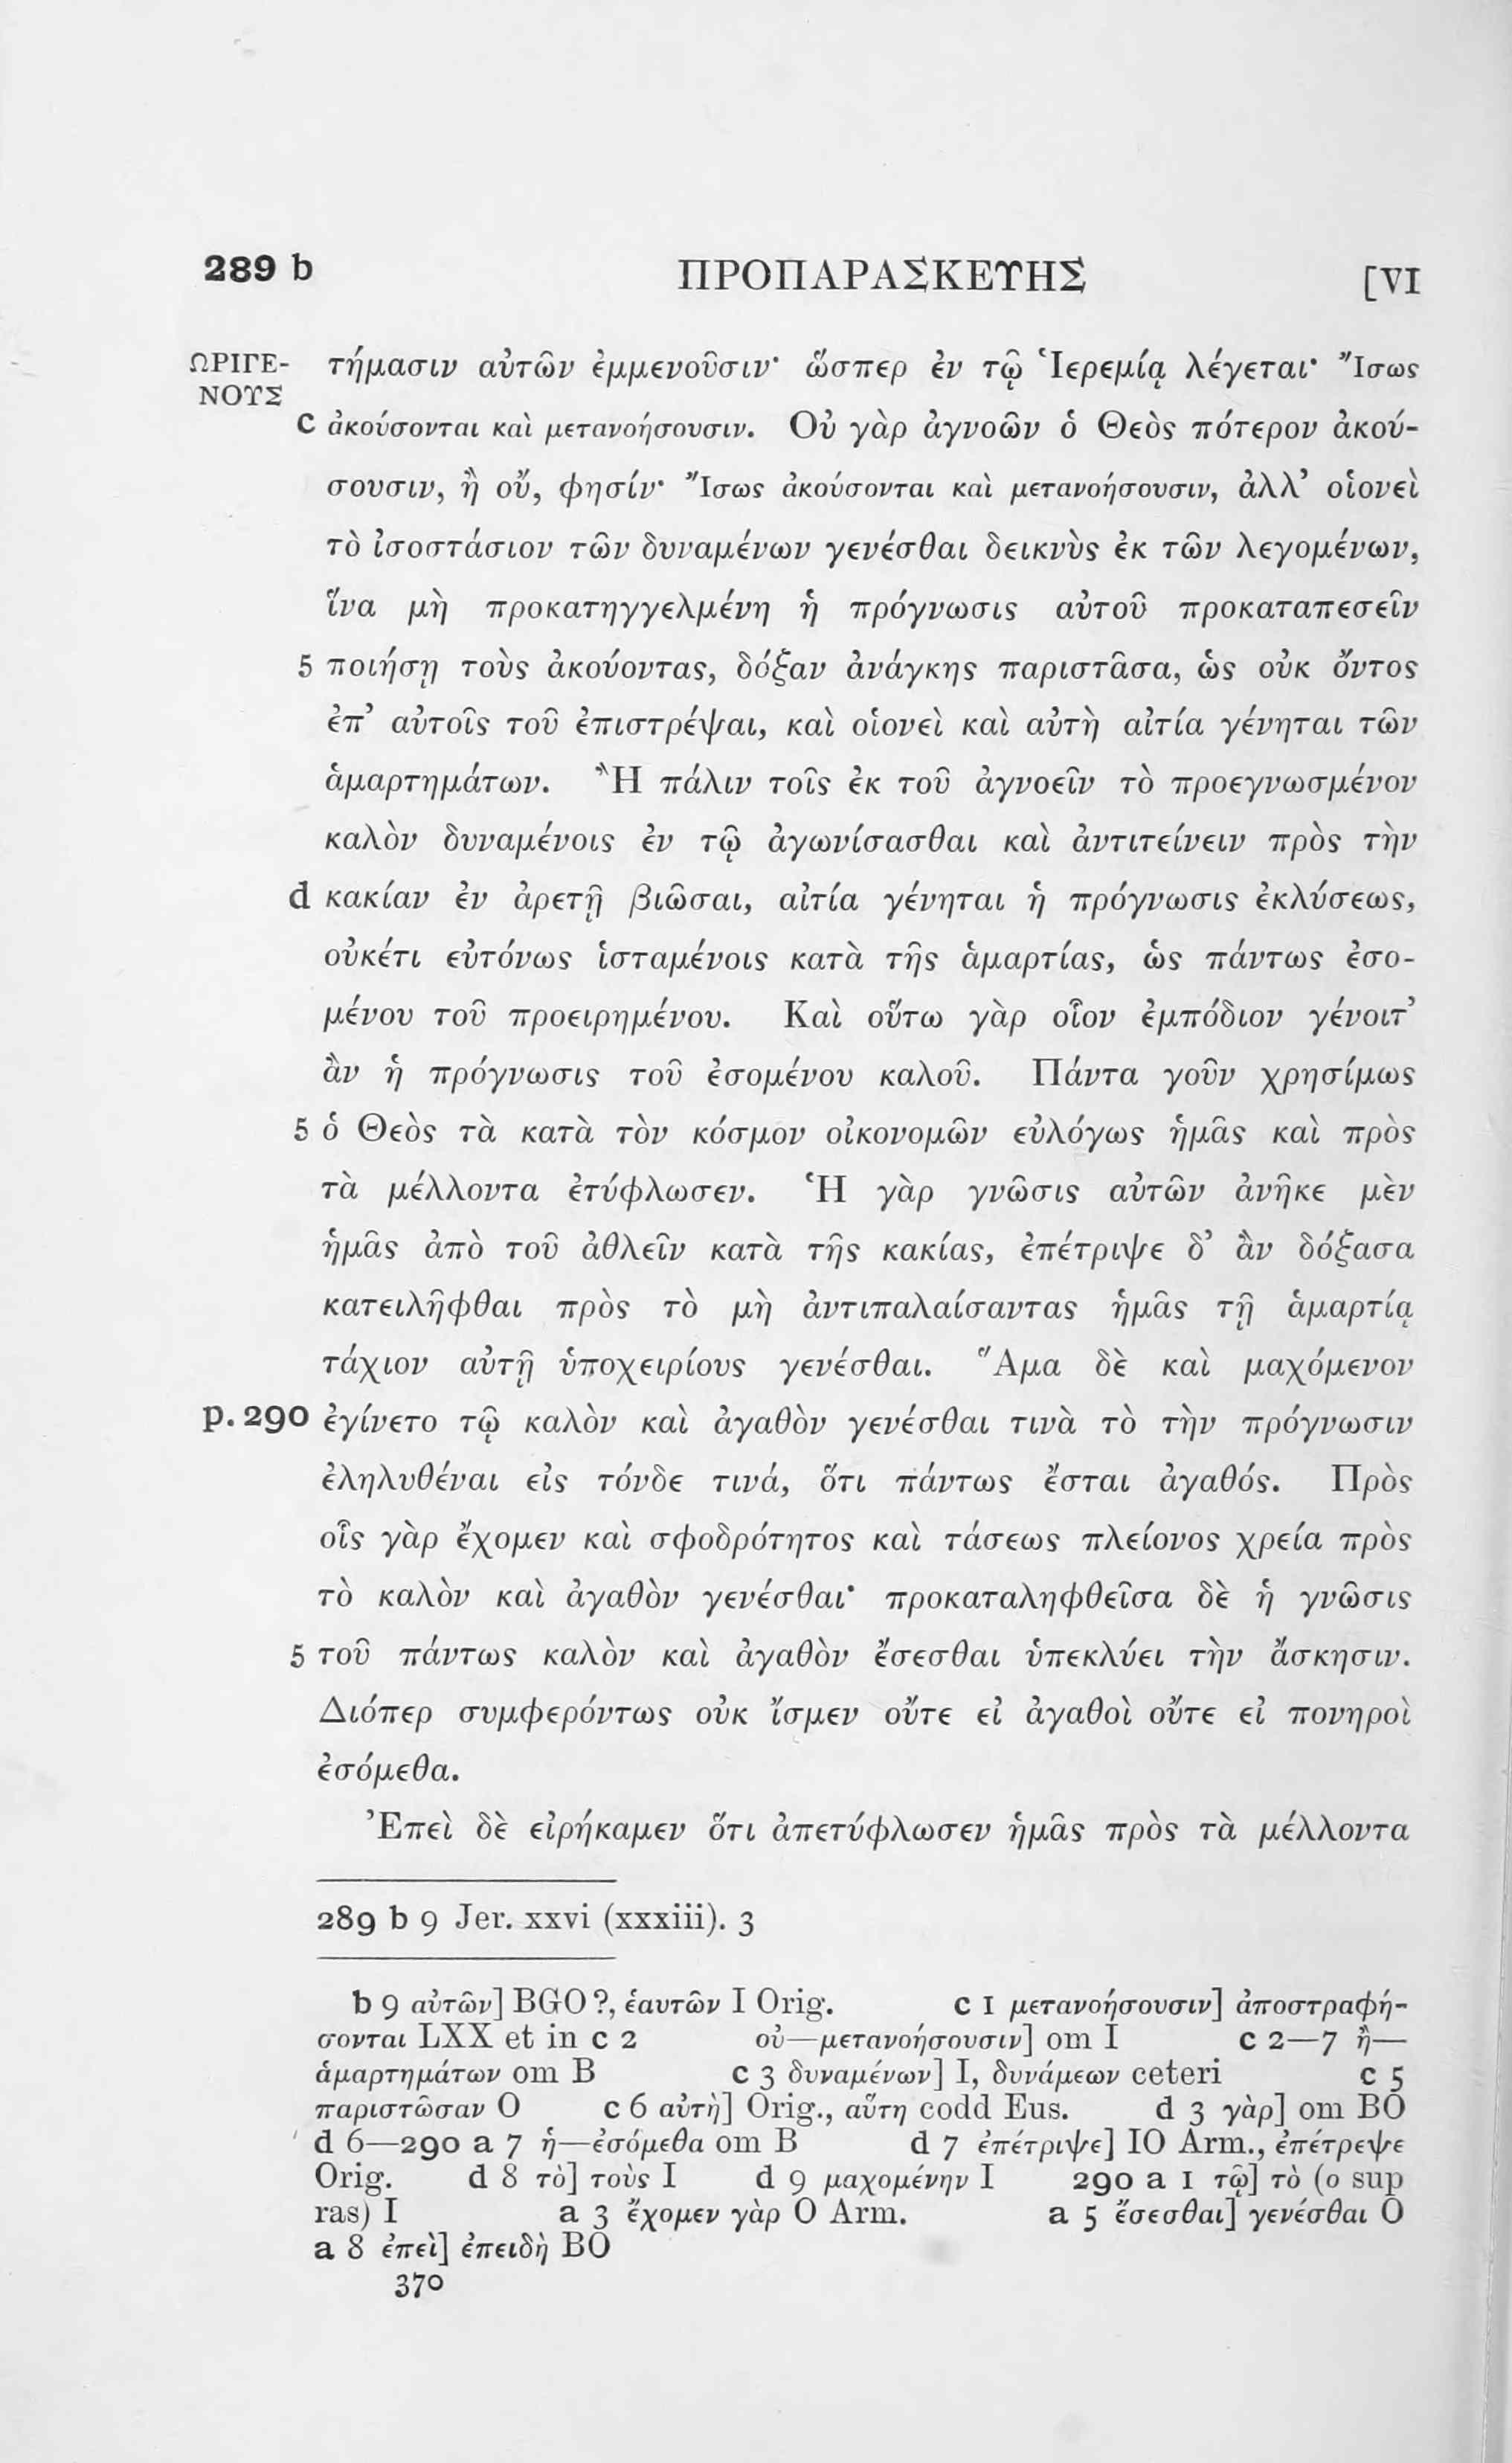 289 b ΠΡΟΠΑΡΑΣΚΕΥΗΣ [VI
ΩΡΙΓΕ- τήμασιν αὐτῶν ἐμμενοῦσιν· ὥσπερ ἐν τῷ Ἱερεμίᾳ λέγεται· Ἴσως
ΝΟΥΣ
c ἀκούσονται καὶ μετανοήσουσιν. Οὐ γὰρ ἀγνοῶν ὁ Θεὸς πότερον ἀκού-
σουσιν, ἢ οὔ, φησίν· Ἴσως ἀκούσονται καὶ μετανοήσουσιν, ἀλλ’ οἱονεὶ
τὸ ἰσοστάσιον τῶν δυναμένων γενέσθαι δεικνὺς ἐκ τῶν λεγομένων,
ἵνα μὴ προκατηγγελμένη ἡ πρόγνωσις αὐτοῦ προκαταπεσεῖν
5 ποιήσῃ τοὺς ἀκούοντας, δόξαν ἀνάγκης παριστᾶσα, ὡς οὐκ ὄντος
ἐπ’ αὐτοῖς τοῦ ἐπιστρέψαι, καὶ οἱονεὶ καὶ αὐτὴ αἰτία γένηται τῶν
ἁμαρτημάτων. Ἢ πάλιν τοῖς ἐκ τοῦ ἀγνοεῖν τὸ προεγνωσμένον
καλὸν δυναμένοις ἐν τῷ ἀγωνίσασθαι καὶ ἀντιτείνειν πρὸς τὴν
d κακίαν ἐν ἀρετῇ βιῶσαι, αἰτία γένηται ἡ πρόγνωσις ἐκλύσεως,
οὐκέτι εὐτόνως ἱσταμένοις κατὰ τῆς ἁμαρτίας, ὡς πάντως ἐσο-
μένου τοῦ προειρημένου. Καὶ οὕτω γὰρ οἷον ἐμπόδιον γένοιτ’
ἂν ἡ πρόγνωσις τοῦ ἐσομένου καλοῦ. Πάντα γοῦν χρησίμως
5 ὁ Θεὸς τὰ κατὰ τὸν κόσμον οἰκονομῶν εὐλόγως ἡμᾶς καὶ πρὸς
τὰ μέλλοντα ἐτύφλωσεν. Ἡ γὰρ γνῶσις αὐτῶν ἀνῆκε μὲν
ἡμᾶς ἀπὸ τοῦ ἀθλεῖν κατὰ τῆς κακίας, ἐπέτριψε δ’ ἂν δόξασα
κατειλῆφθαι πρὸς τὸ μὴ ἀντιπαλαίσαντας ἡμᾶς τῇ ἁμαρτίᾳ
τάχιον αὐτῇ ὑποχειρίους γενέσθαι. Ἅμα δὲ καὶ μαχόμενον
p. 290 ἐγίνετο τῷ καλὸν καὶ ἀγαθὸν γενέσθαι τινὰ τὸ τὴν πρόγνωσιν
ἐληλυθέναι εἰς τόνδε τινά, ὅτι πάντως ἔσται ἀγαθός. Πρὸς
οἷς γὰρ ἔχομεν καὶ σφοδρότητος καὶ τάσεως πλείονος χρεία πρὸς
τὸ καλὸν καὶ ἀγαθὸν γενέσθαι· προκαταληφθεῖσα δὲ ἡ γνῶσις
5 τοῦ πάντως καλὸν καὶ ἀγαθὸν ἔσεσθαι ὑπεκλύει τὴν ἄσκησιν.
Διόπερ συμφερόντως οὐκ ἴσμεν οὔτε εἰ ἀγαθοὶ οὔτε εἰ πονηροὶ
ἐσόμεθα.
Ἐπεὶ δὲ εἰρήκαμεν ὅτι ἀπετύφλωσεν ἡμᾶς πρὸς τὰ μέλλοντα
289 b 9 Jer. xxvi (xxxiii). 3
b 9 αὐτῶν] BGO?, ἑαυτῶν I Orig. c 1 μετανοήσουσιν] ἀποστραφή-
σονται LXX et in c 2 οὐ—μετανοήσουσιν] om I c 2—7 ἢ—
ἁμαρτημάτων om B c 3 δυναμένων] I, δυνάμεων ceteri c 5
παριστῶσαν O c 6 αὐτὴ] Orig., αὕτη codd Eus. d 3 γὰρ] om BO
d 6—290 a 7 ἡ—ἐσόμεθα om B d 7 ἐπέτριψε] IO Arm., ἐπέτρεψε
Orig. d 8 τὸ] τοὺς I d 9 μαχομένην I 290 a 1 τῷ] τὸ (ο sup
ras) I a 3 ἔχομεν γὰρ O Arm. a 5 ἔσεσθαι] γενέσθαι O
a 8 ἐπεὶ] ἐπειδὴ BO
370